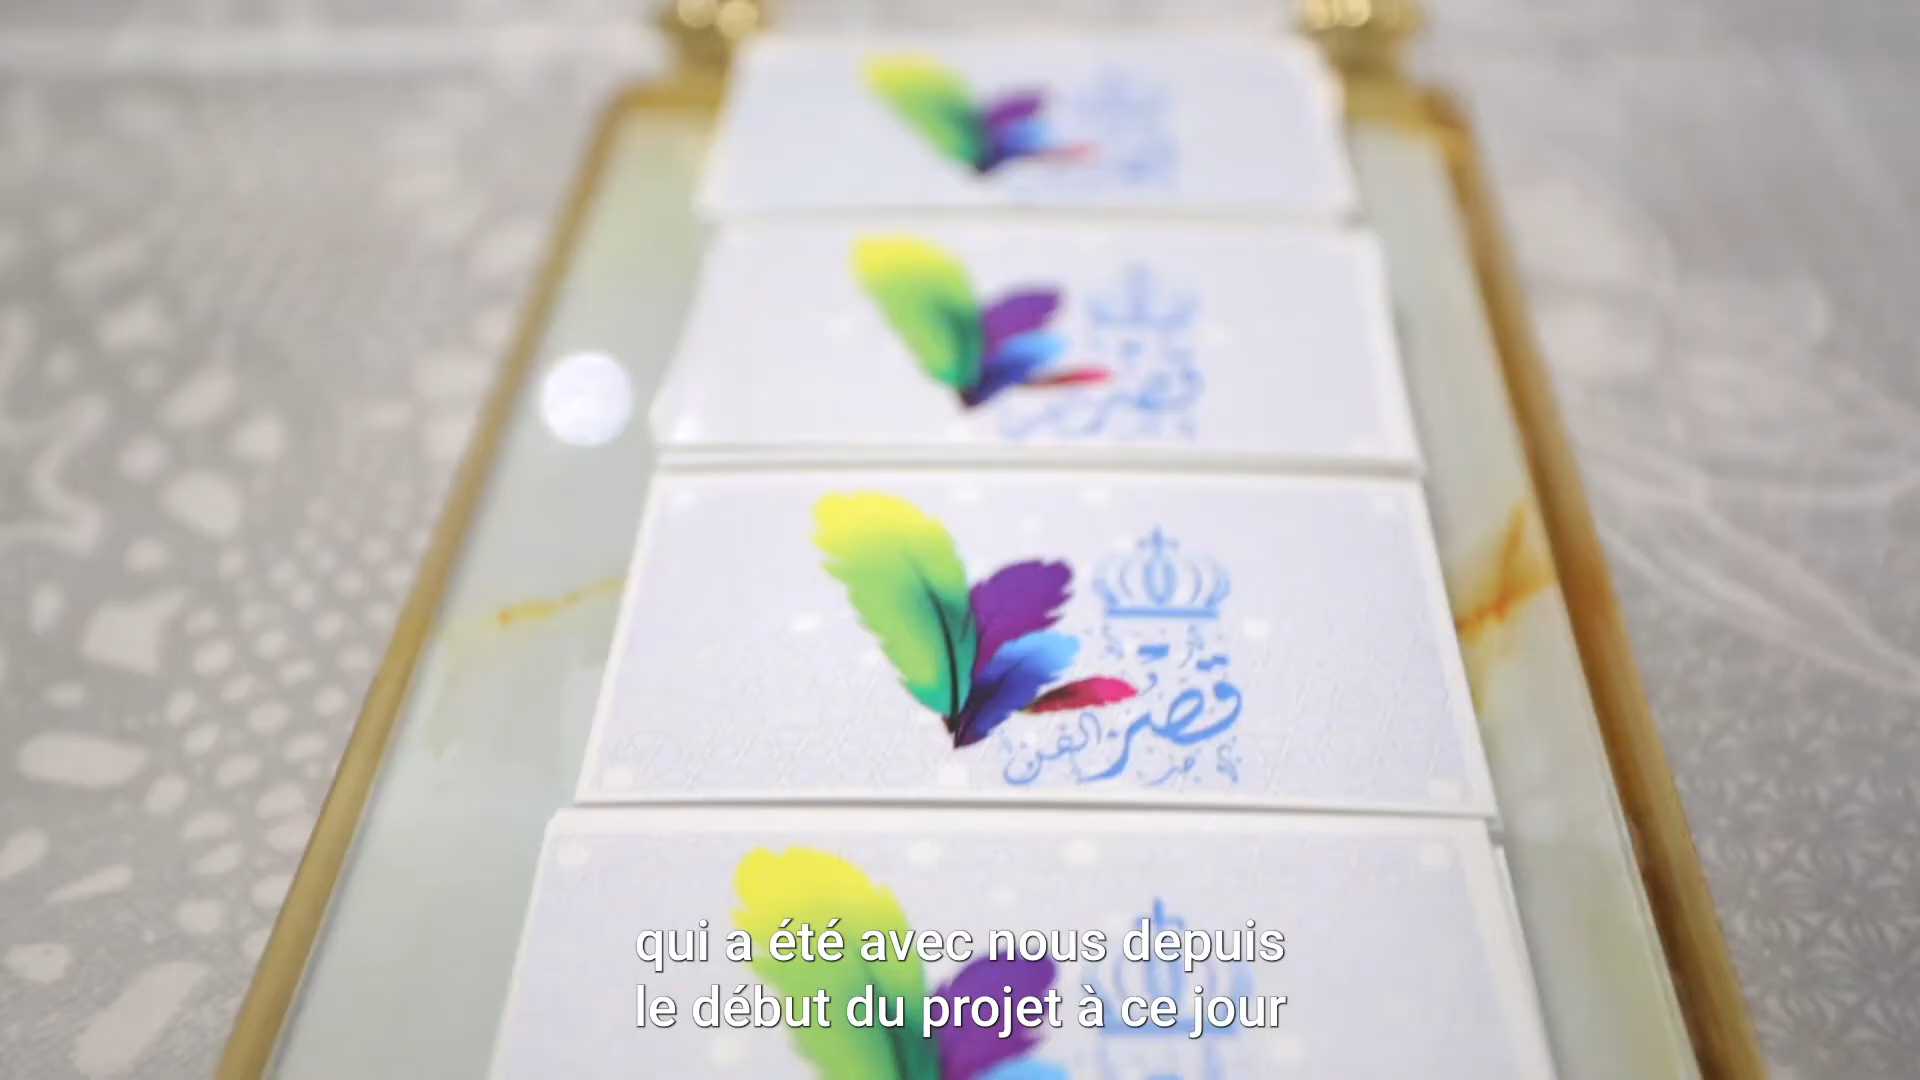 قصر
الفن
qui a été avec nous depuis
le début du projet à ce jour